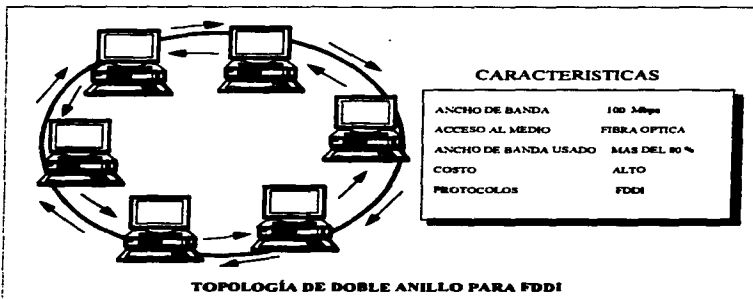 CARACTERISTICAS
ANCHO DE BANDA 100 Mbps
ACCESO AL MEDIO FIBRA OPTICA
ANCHO DE BANDA USADO MAS DEL 80 %
COSTO ALTO
PROTOCOLOS FDDI
TOPOLOGÍA DE DOBLE ANILLO PARA FDDI